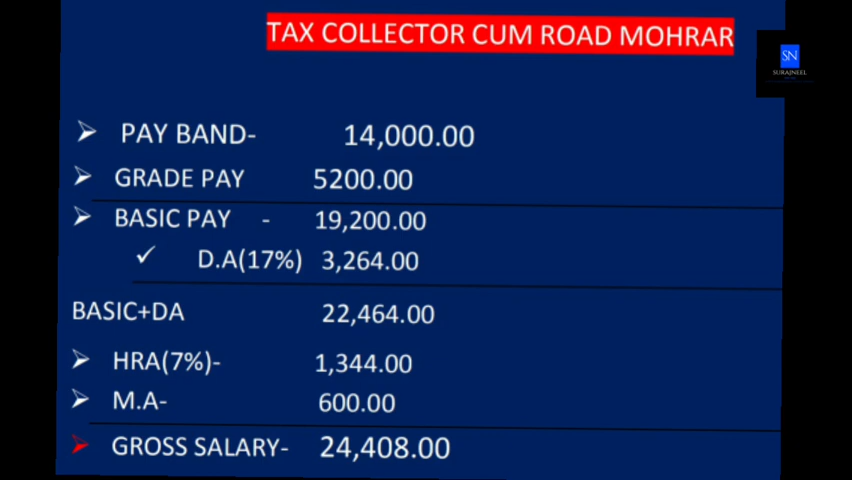 TAX COLLECTOR CUM ROAD MOHRAR
SN
SURAJNEEL
PAY BAND- 14,000.00
GRADE PAY 5200.00
BASIC PAY - 19,200.00
D.A(17%) 3,264.00
BASIC+DA 22,464.00
HRA(7%)- 1,344.00
M.A- 600.00
GROSS SALARY- 24,408.00